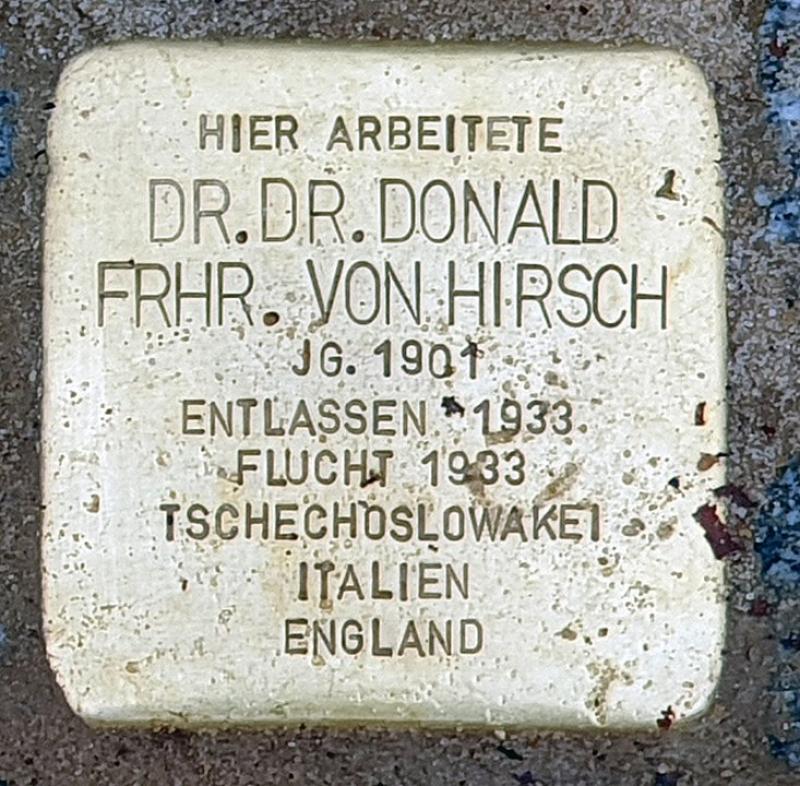 HIER ARBEITETE
DR. DR. DONALD
FRHR. VON HIRSCH
JG. 1901
ENTLASSEN 1933
FLUCHT 1933
TSCHECHOSLOWAKEI
ITALIEN
ENGLAND